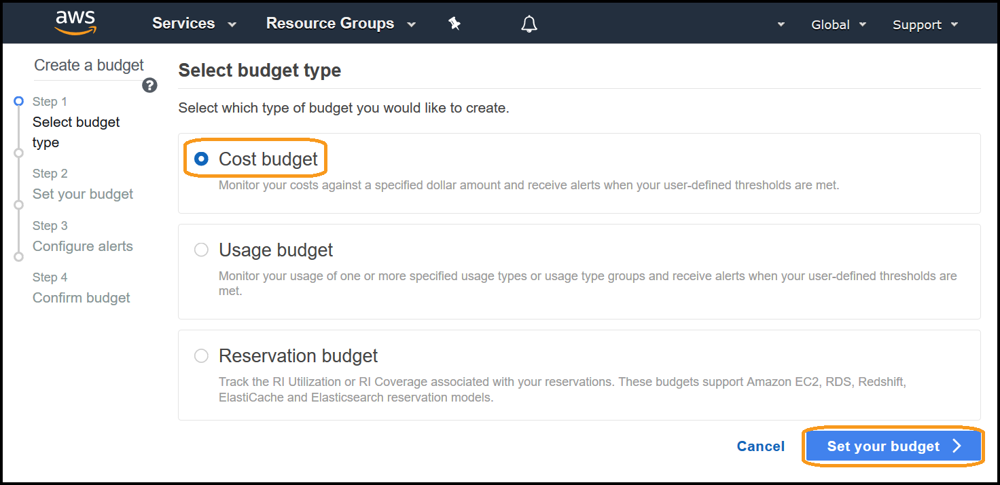 aws
Services
Resource Groups
Global
Support
Create a budget
?
Step 1
Select budget
type
Step 2
Set your budget
Step 3
Configure alerts
Step 4
Confirm budget
Select budget type
Select which type of budget you would like to create.
Cost budget
Monitor your costs against a specified dollar amount and receive alerts when your user-defined thresholds are met.
Usage budget
Monitor your usage of one or more specified usage types or usage type groups and receive alerts when your user-defined thresholds are
met.
Reservation budget
Track the RI Utilization or RI Coverage associated with your reservations. These budgets support Amazon EC2, RDS, Redshift,
ElastiCache and Elasticsearch reservation models.
Cancel
Set your budget